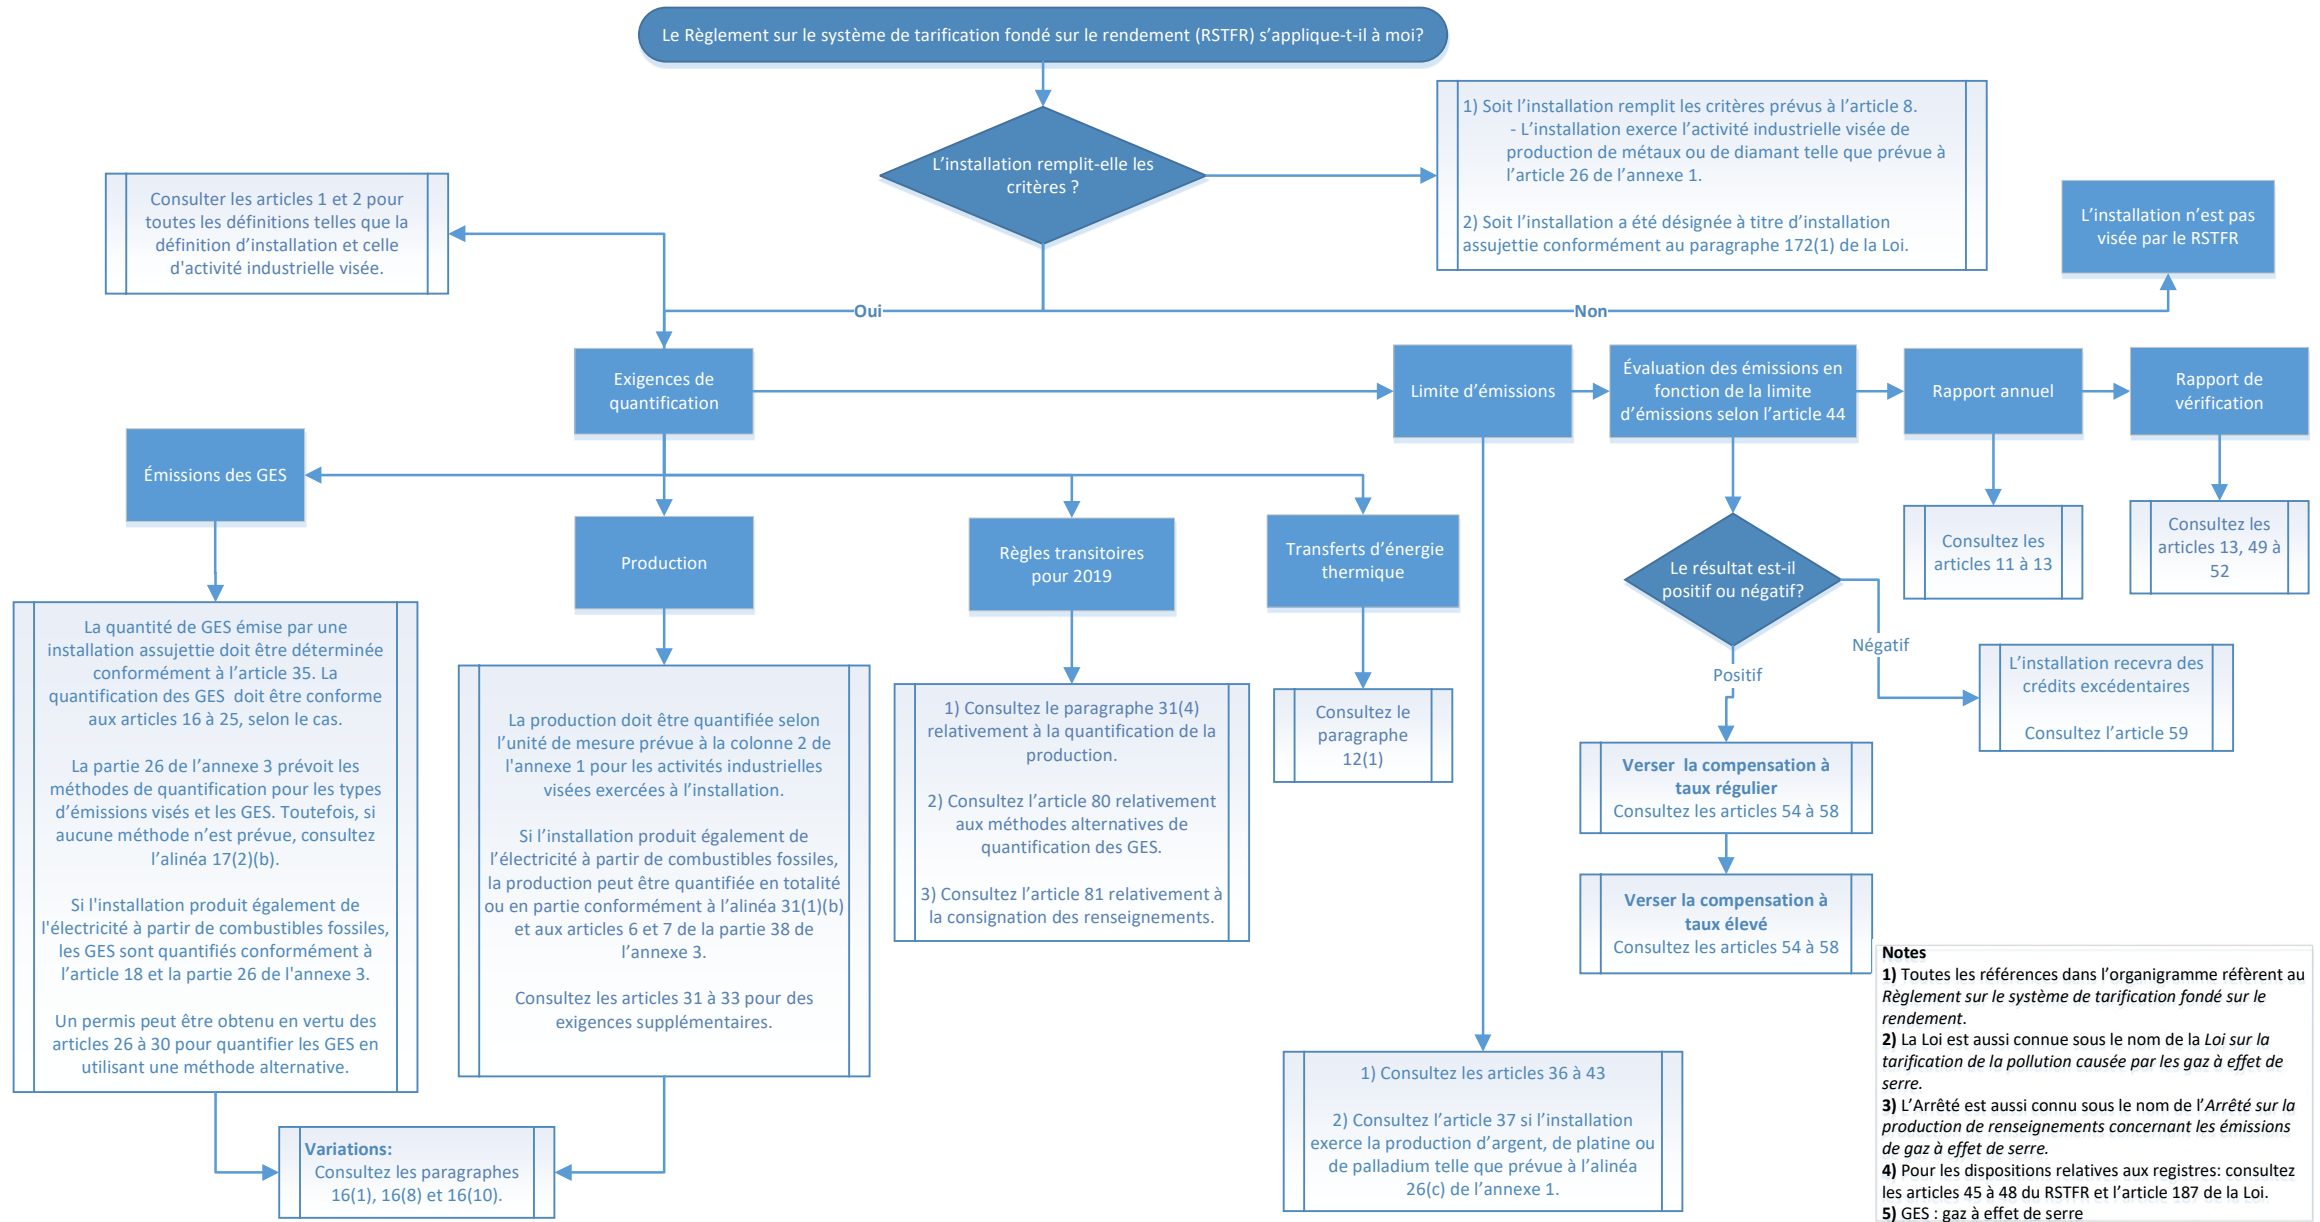 Le Règlement sur le système de tarification fondé sur le rendement (RSTFR) s’applique-t-il à moi?
L’installation remplit-elle les
critères ?
1) Soit l’installation remplit les critères prévus à l’article 8.
- L’installation exerce l’activité industrielle visée de
production de métaux ou de diamant telle que prévue à
l’article 26 de l’annexe 1.
2) Soit l’installation a été désignée à titre d’installation
assujettie conformément au paragraphe 172(1) de la Loi.
L’installation n’est pas
visée par le RSTFR
Consulter les articles 1 et 2 pour
toutes les définitions telles que la
définition d’installation et celle
d'activité industrielle visée.
Oui
Non
Exigences de
quantification
Limite d’émissions
Évaluation des émissions en
fonction de la limite
d’émissions selon l’article 44
Rapport annuel
Rapport de
vérification
Émissions des GES
Production
Règles transitoires
pour 2019
Transferts d’énergie
thermique
Le résultat est-il
positif ou négatif?
Consultez les
articles 11 à 13
Consultez les
articles 13, 49 à
52
La quantité de GES émise par une
installation assujettie doit être déterminée
conformément à l’article 35. La
quantification des GES  doit être conforme
aux articles 16 à 25, selon le cas.
La partie 26 de l’annexe 3 prévoit les
méthodes de quantification pour les types
d’émissions visés et les GES. Toutefois, si
aucune méthode n’est prévue, consultez
l’alinéa 17(2)(b).
Si l'installation produit également de
l'électricité à partir de combustibles fossiles,
les GES sont quantifiés conformément à
l’article 18 et la partie 26 de l'annexe 3.
Un permis peut être obtenu en vertu des
articles 26 à 30 pour quantifier les GES en
utilisant une méthode alternative.
La production doit être quantifiée selon
l’unité de mesure prévue à la colonne 2 de
l'annexe 1 pour les activités industrielles
visées exercées à l’installation.
Si l’installation produit également de
l’électricité à partir de combustibles fossiles,
la production peut être quantifiée en totalité
ou en partie conformément à l’alinéa 31(1)(b)
et aux articles 6 et 7 de la partie 38 de
l’annexe 3.
Consultez les articles 31 à 33 pour des
exigences supplémentaires.
1) Consultez le paragraphe 31(4)
relativement à la quantification de la
production.
2) Consultez l’article 80 relativement
aux méthodes alternatives de
quantification des GES.
3) Consultez l’article 81 relativement à
la consignation des renseignements.
Consultez le
paragraphe
12(1)
Positif
Négatif
L’installation recevra des
crédits excédentaires
Consultez l’article 59
Verser  la compensation à
taux régulier
Consultez les articles 54 à 58
Verser la compensation à
taux élevé
Consultez les articles 54 à 58
1) Consultez les articles 36 à 43
2) Consultez l’article 37 si l’installation
exerce la production d’argent, de platine ou
de palladium telle que prévue à l’alinéa
26(c) de l’annexe 1.
Variations:
Consultez les paragraphes
16(1), 16(8) et 16(10).
Notes
1) Toutes les références dans l’organigramme réfèrent au
Règlement sur le système de tarification fondé sur le
rendement.
2) La Loi est aussi connue sous le nom de la Loi sur la
tarification de la pollution causée par les gaz à effet de
serre.
3) L’Arrêté est aussi connu sous le nom de l’Arrêté sur la
production de renseignements concernant les émissions
de gaz à effet de serre.
4) Pour les dispositions relatives aux registres: consultez
les articles 45 à 48 du RSTFR et l’article 187 de la Loi.
5) GES : gaz à effet de serre